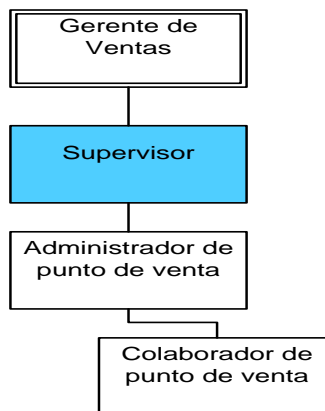 Gerente de
Ventas
Supervisor
Administrador de
punto de venta
Colaborador de
punto de venta